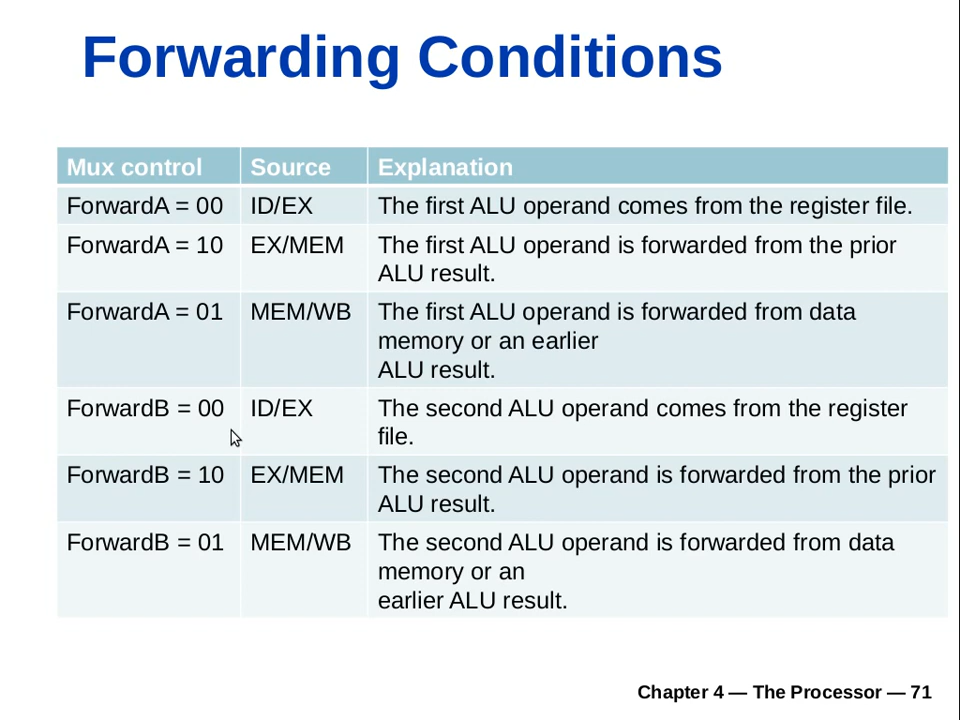 Forwarding Conditions
Mux control Source Explanation
ForwardA = 00 ID/EX The first ALU operand comes from the register file.
ForwardA = 10 EX/MEM The first ALU operand is forwarded from the prior
ALU result.
ForwardA = 01 MEM/WB The first ALU operand is forwarded from data
memory or an earlier
ALU result.
ForwardB = 00 ID/EX The second ALU operand comes from the register
file.
ForwardB = 10 EX/MEM The second ALU operand is forwarded from the prior
ALU result.
ForwardB = 01 MEM/WB The second ALU operand is forwarded from data
memory or an
earlier ALU result.
Chapter 4 — The Processor — 71